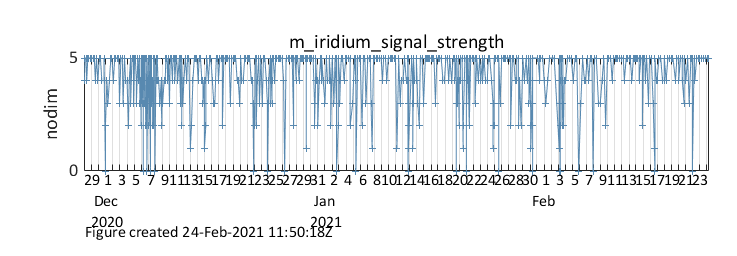 m_iridium_signal_strength
5
nodim
0
29 1 3 5 7 9 11 13 15 17 19 21 23 25 27 29 31 2 4 6 8 10 12 14 16 18 20 22 24 26 28 30 1 3 5 7 9 11 13 15 17 19 21 23
Dec Jan Feb
2020 2021
Figure created 24-Feb-2021 11:50:18Z